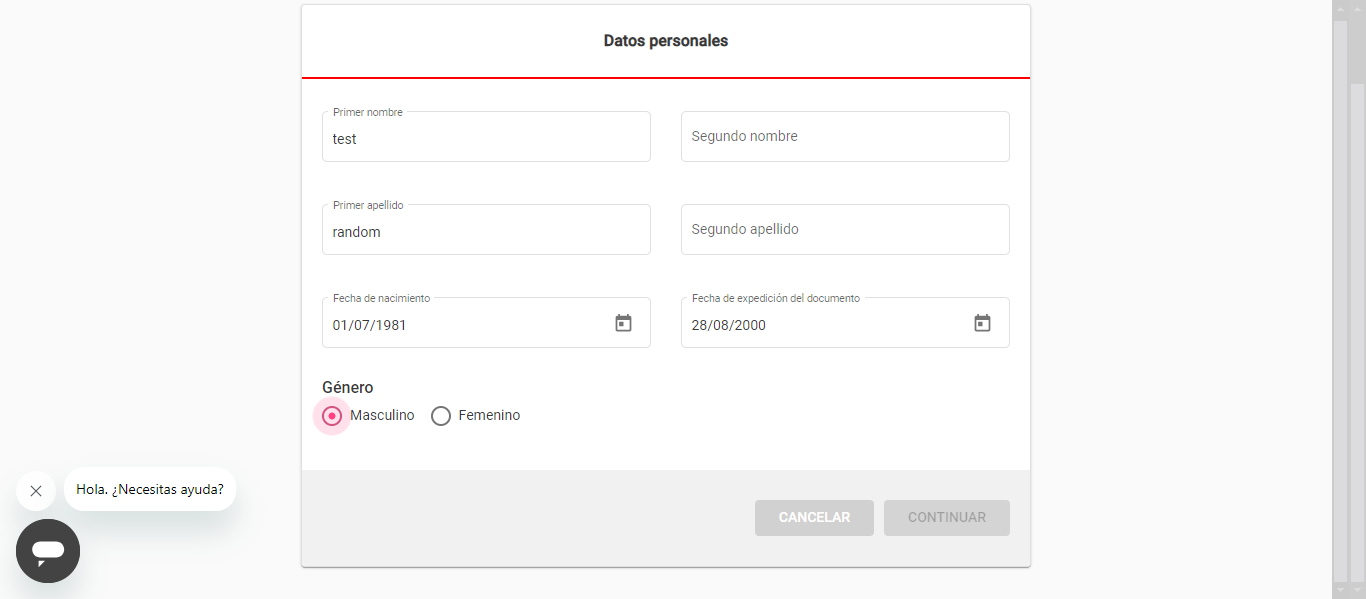 Datos personales
Primer nombre
test
Segundo nombre
Primer apellido
random
Segundo apellido
Fecha de nacimiento
01/07/1981
Fecha de expedición del documento
28/08/2000
Género
Masculino Femenino
Hola. ¿Necesitas ayuda?
CANCELAR CONTINUAR